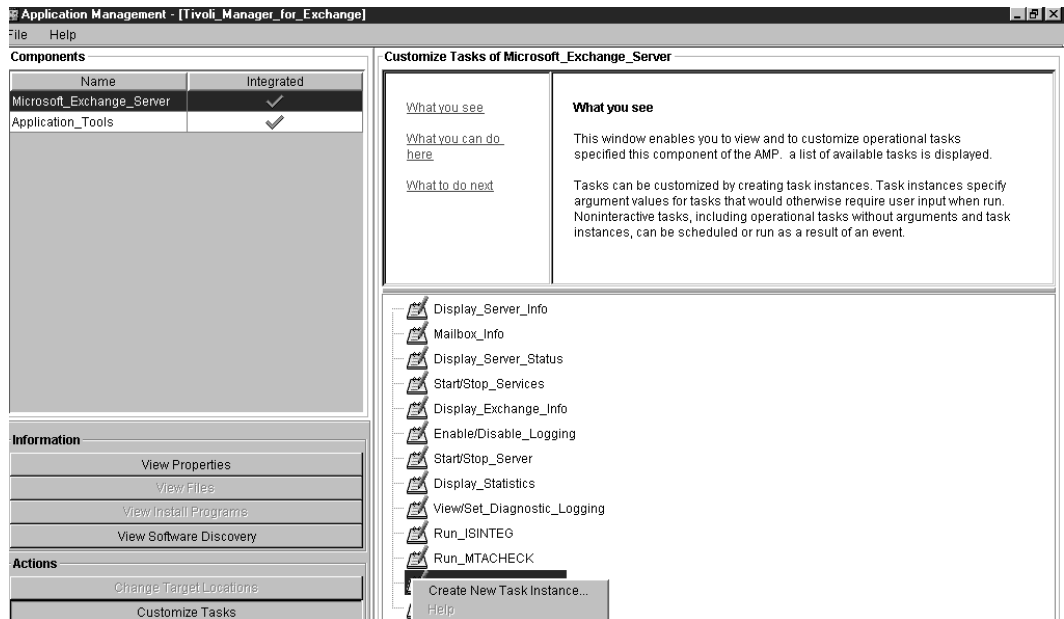 Application Management - [Tivoli_Manager_for_Exchange]
File Help
Components
Name Integrated
Microsoft_Exchange_Server
Application_Tools
Information
View Properties
View Files
View Install Programs
View Software Discovery
Actions
Change Target Locations
Customize Tasks
Customize Tasks of Microsoft_Exchange_Server
What you see
What you can do
here
What to do next
What you see
This window enables you to view and to customize operational tasks
specified this component of the AMP. a list of available tasks is displayed.
Tasks can be customized by creating task instances. Task instances specify
argument values for tasks that would otherwise require user input when run.
Noninteractive tasks, including operational tasks without arguments and task
instances, can be scheduled or run as a result of an event.
Display_Server_Info
Mailbox_Info
Display_Server_Status
Start/Stop_Services
Display_Exchange_Info
Enable/Disable_Logging
Start/Stop_Server
Display_Statistics
View/Set_Diagnostic_Logging
Run_ISINTEG
Run_MTACHECK
Create New Task Instance...
Help